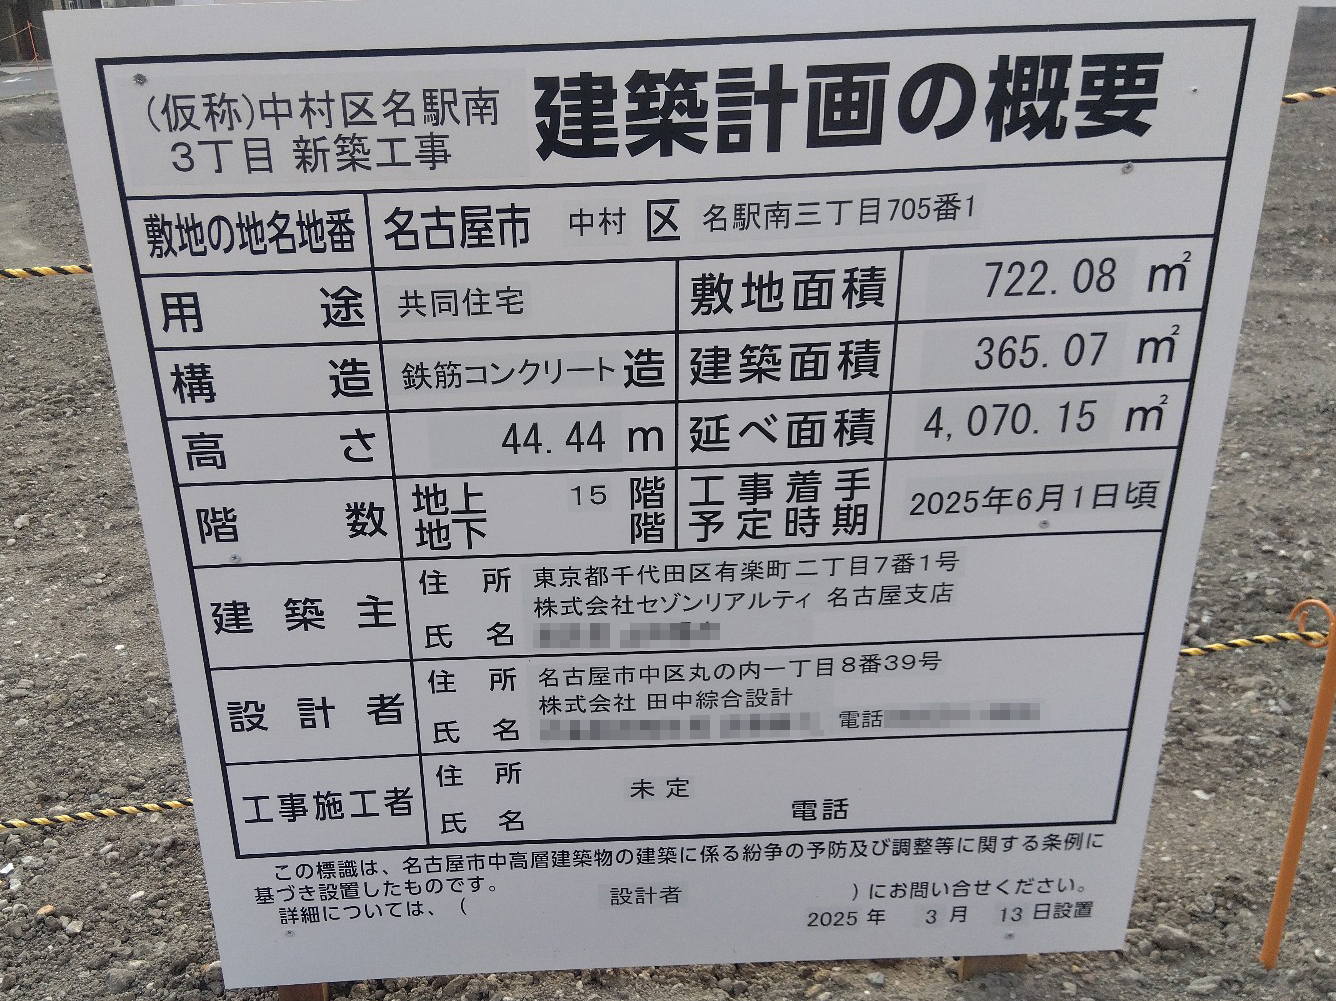 (仮称)中村区名駅南
3丁目 新築工事
建築計画の概要
敷地の地名地番 名古屋市 中村 区 名駅南三丁目705番1
用途 共同住宅 敷地面積 722.08 ㎡
構造 鉄筋コンクリート造 建築面積 365.07 ㎡
高さ 44.44 m 延べ面積 4,070.15 ㎡
階数 地上 15 階 工事着手 2025年6月1日頃
地下 階 予定時期
建築主 住所 東京都千代田区有楽町二丁目7番1号
株式会社セゾンリアルティ 名古屋支店
氏名
設計者 住所 名古屋市中区丸の内一丁目8番39号
株式会社 田中綜合設計
氏名 電話
工事施工者 住所 未定
氏名 電話
この標識は、名古屋市中高層建築物の建築に係る紛争の予防及び調整等に関する条例に
基づき設置したものです。
詳細については、( 設計者 )にお問い合せください。
2025 年 3 月 13 日設置